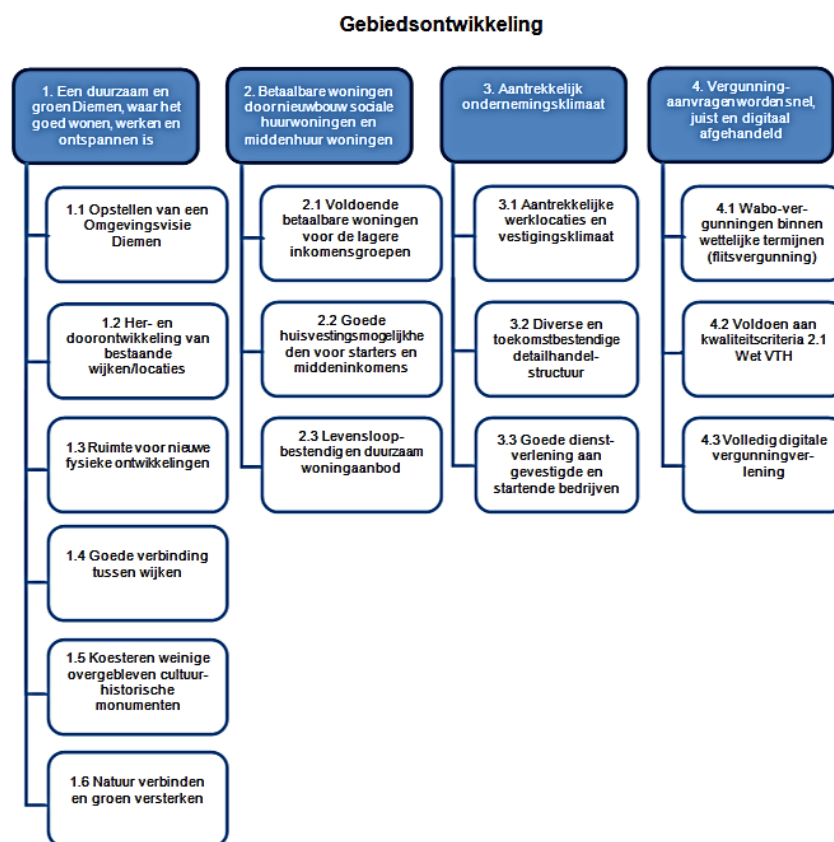 Gebiedsontwikkeling
1. Een duurzaam en
groen Diemen, waar het
goed wonen, werken en
ontspannen is
1.1 Opstellen van een
Omgevingsvisie
Diemen
1.2 Her- en
doorontwikkeling van
bestaande
wijken/locaties
1.3 Ruimte voor nieuwe
fysieke ontwikkelingen
1.4 Goede verbinding
tussen wijken
1.5 Koesteren weinige
overgebleven cultuur-
historische
monumenten
1.6 Natuur verbinden
en groen versterken
2. Betaalbare woningen
door nieuwbouw sociale
huurwoningen en
middenhuur woningen
2.1 Voldoende
betaalbare woningen
voor de lagere
inkomensgroepen
2.2 Goede
huisvestingsmogelijkhe
den voor starters en
middeninkomens
2.3 Levensloop-
bestendig en duurzaam
woningaanbod
3. Aantrekkelijk
ondernemingsklimaat
3.1 Aantrekkelijke
werklocaties en
vestigingsklimaat
3.2 Diverse en
toekomstbestendige
detailhandel-
structuur
3.3 Goede dienst-
verlening aan
gevestigde en
startende bedrijven
4. Vergunning-
aanvragen worden snel,
juist en digitaal
afgehandeld
4.1 Wabo-ver-
gunningen binnen
wettelijke termijnen
(flitsvergunning)
4.2 Voldoen aan
kwaliteitscriteria 2.1
Wet VTH
4.3 Volledig digitale
vergunningver-
lening